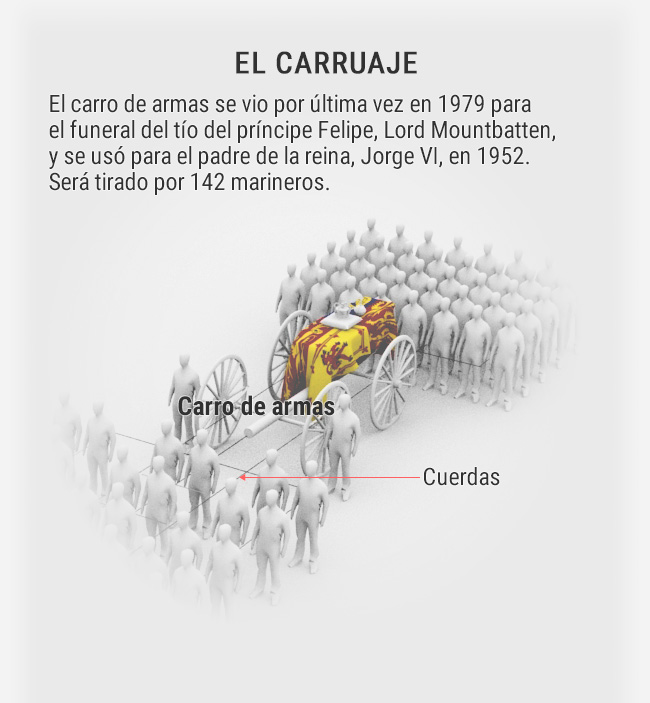 EL CARRUAJE
El carro de armas se vio por última vez en 1979 para
el funeral del tío del príncipe Felipe, Lord Mountbatten,
y se usó para el padre de la reina, Jorge VI, en 1952.
Será tirado por 142 marineros.
Carro de armas
Cuerdas